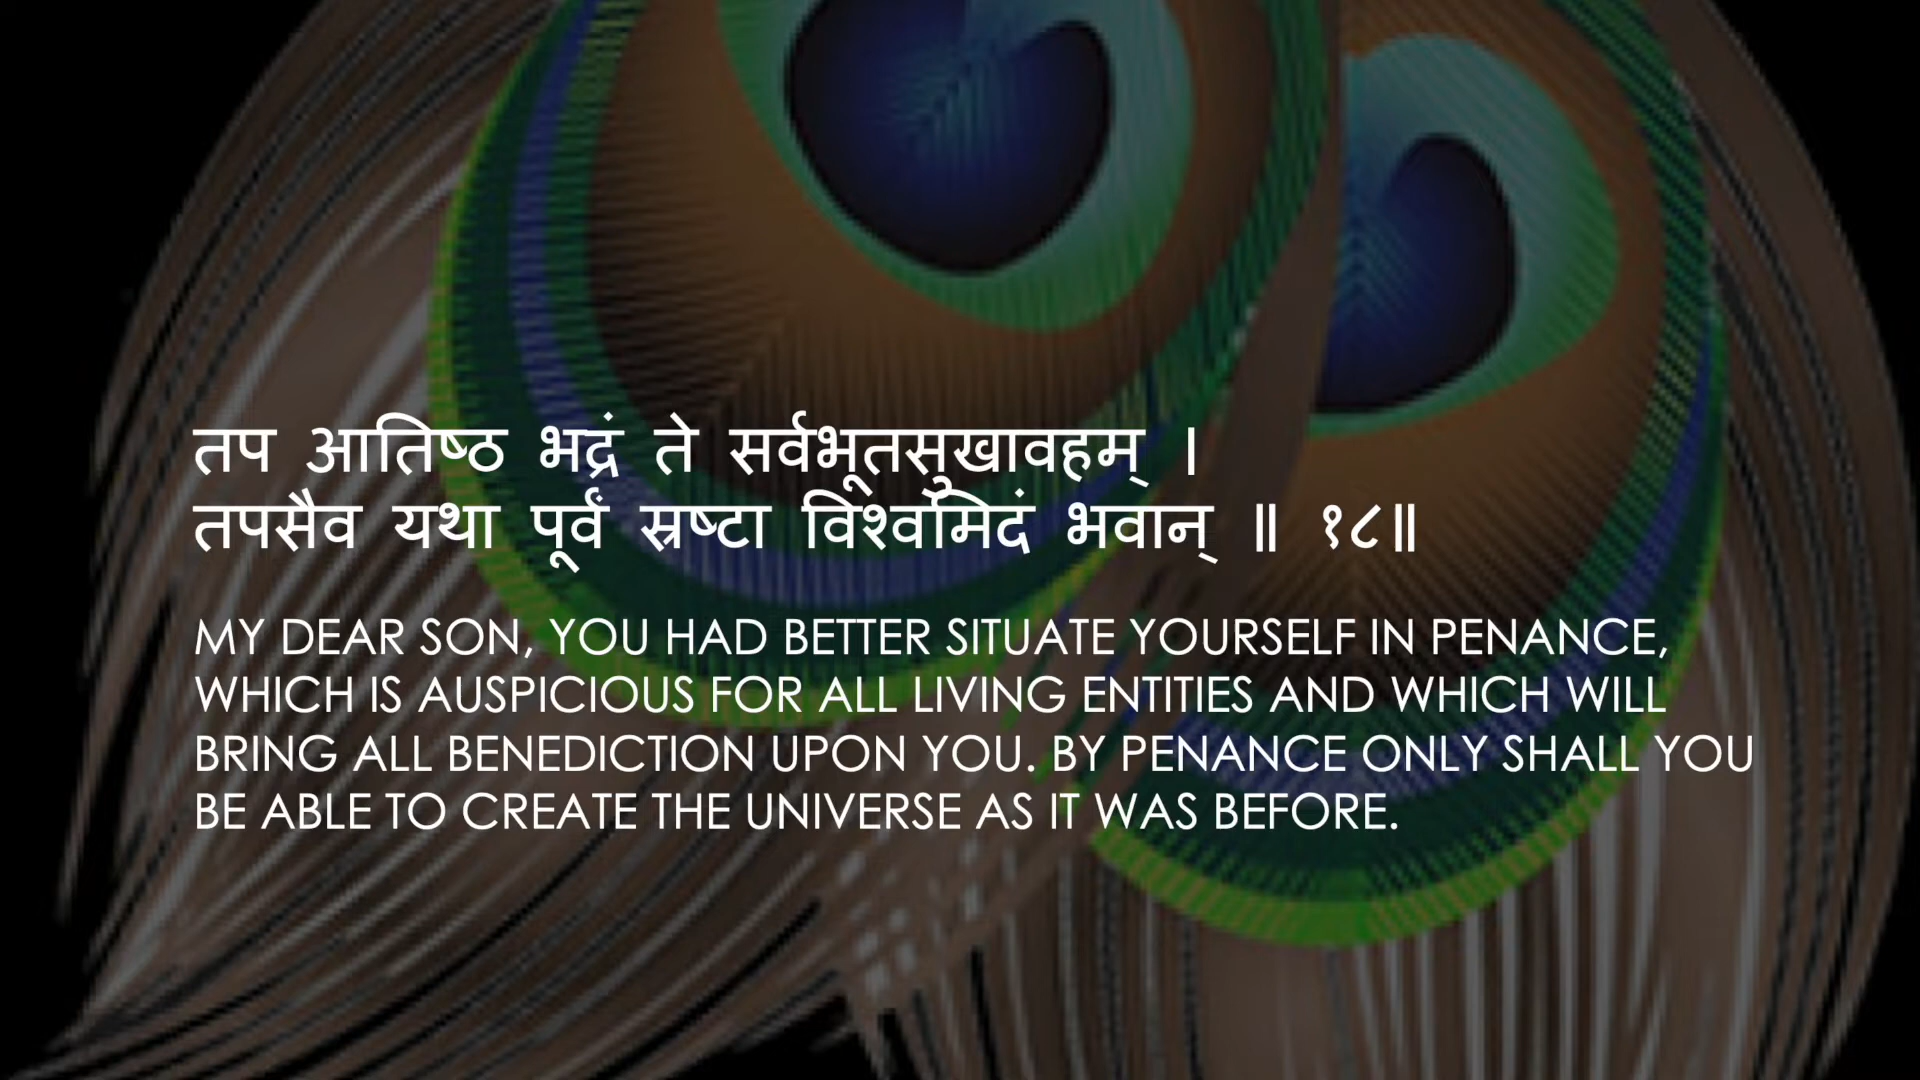 तप आतिष्ठ भद्रं ते सर्वभूतसुखावहम् ।
तपसैव यथा पूर्वं स्रष्टा विश्वमिदं भवान् ॥ १८॥
MY DEAR SON, YOU HAD BETTER SITUATE YOURSELF IN PENANCE,
WHICH IS AUSPICIOUS FOR ALL LIVING ENTITIES AND WHICH WILL
BRING ALL BENEDICTION UPON YOU. BY PENANCE ONLY SHALL YOU
BE ABLE TO CREATE THE UNIVERSE AS IT WAS BEFORE.